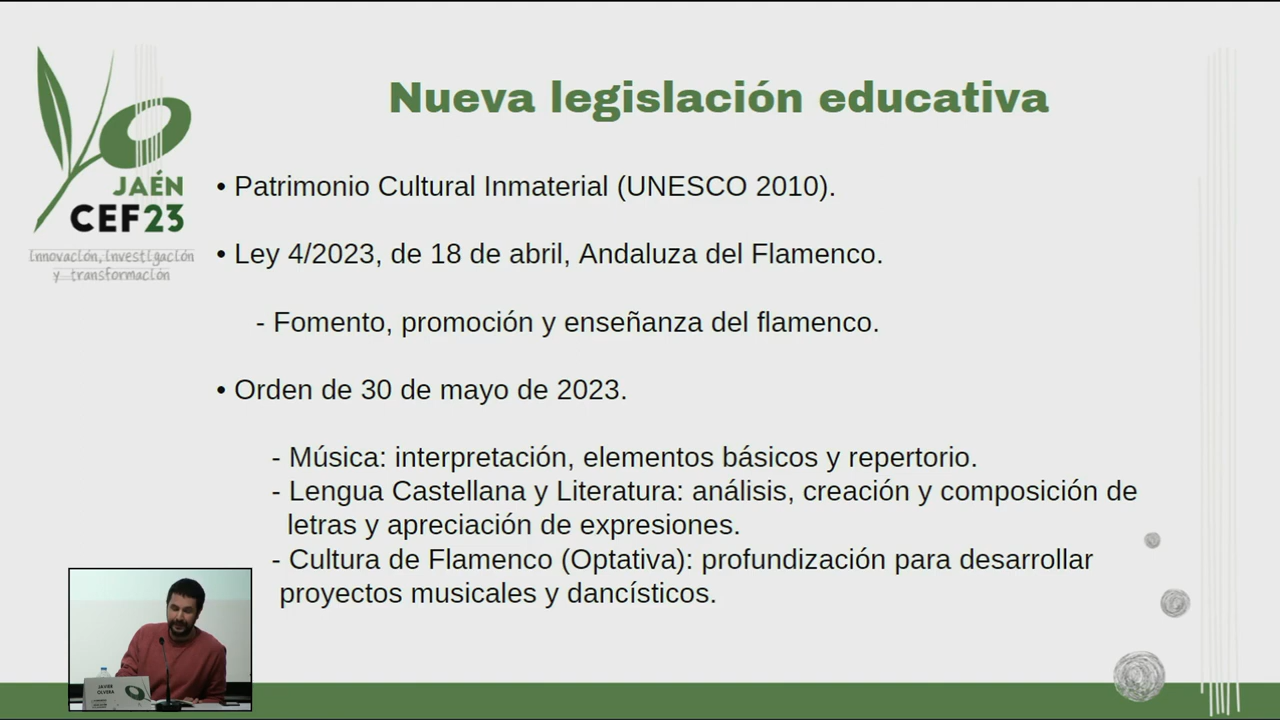 Nueva legislación educativa
JAÉN
CEF23
Innovación, investigación
y transformación
• Patrimonio Cultural Inmaterial (UNESCO 2010).
• Ley 4/2023, de 18 de abril, Andaluza del Flamenco.
- Fomento, promoción y enseñanza del flamenco.
• Orden de 30 de mayo de 2023.
- Música: interpretación, elementos básicos y repertorio.
- Lengua Castellana y Literatura: análisis, creación y composición de
letras y apreciación de expresiones.
- Cultura de Flamenco (Optativa): profundización para desarrollar
proyectos musicales y dancísticos.
JAVIER
OLVERA